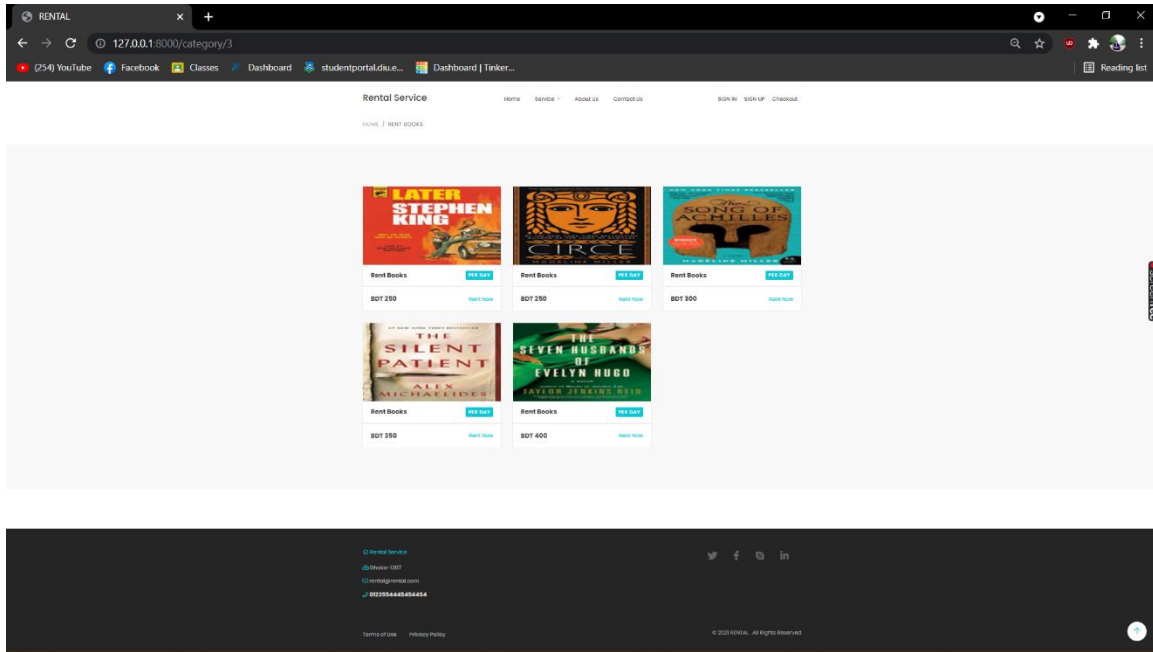 RENTAL
127.0.0.1:8000/category/3
(254) YouTube Facebook Classes Dashboard studentportal.diu.e... Dashboard | Tinker... Reading list
Rental Service Home Service About Us Contact Us SIGN IN SIGN UP Checkout
HOME / RENT BOOKS
LATER
STEPHEN
KING
CIRCE
MADELINE MILLER
The
SONG OF
ACHILLES
MADELINE MILLER
Rent Books PER DAY Rent Books PER DAY Rent Books PER DAY
BDT 250 Rent Now BDT 250 Rent Now BDT 300 Rent Now
THE
SILENT
PATIENT
ALEX
MICHAELIDES
THE
SEVEN HUSBANDS
OF
EVELYN HUGO
TAYLOR JENKINS REID
Rent Books PER DAY Rent Books PER DAY
BDT 350 Rent Now BDT 400 Rent Now
Rental Service
Dhaka-1207
rental@rental.com
Terms of Use Privacy Policy © 2021 RENTAL . All Rights Reserved